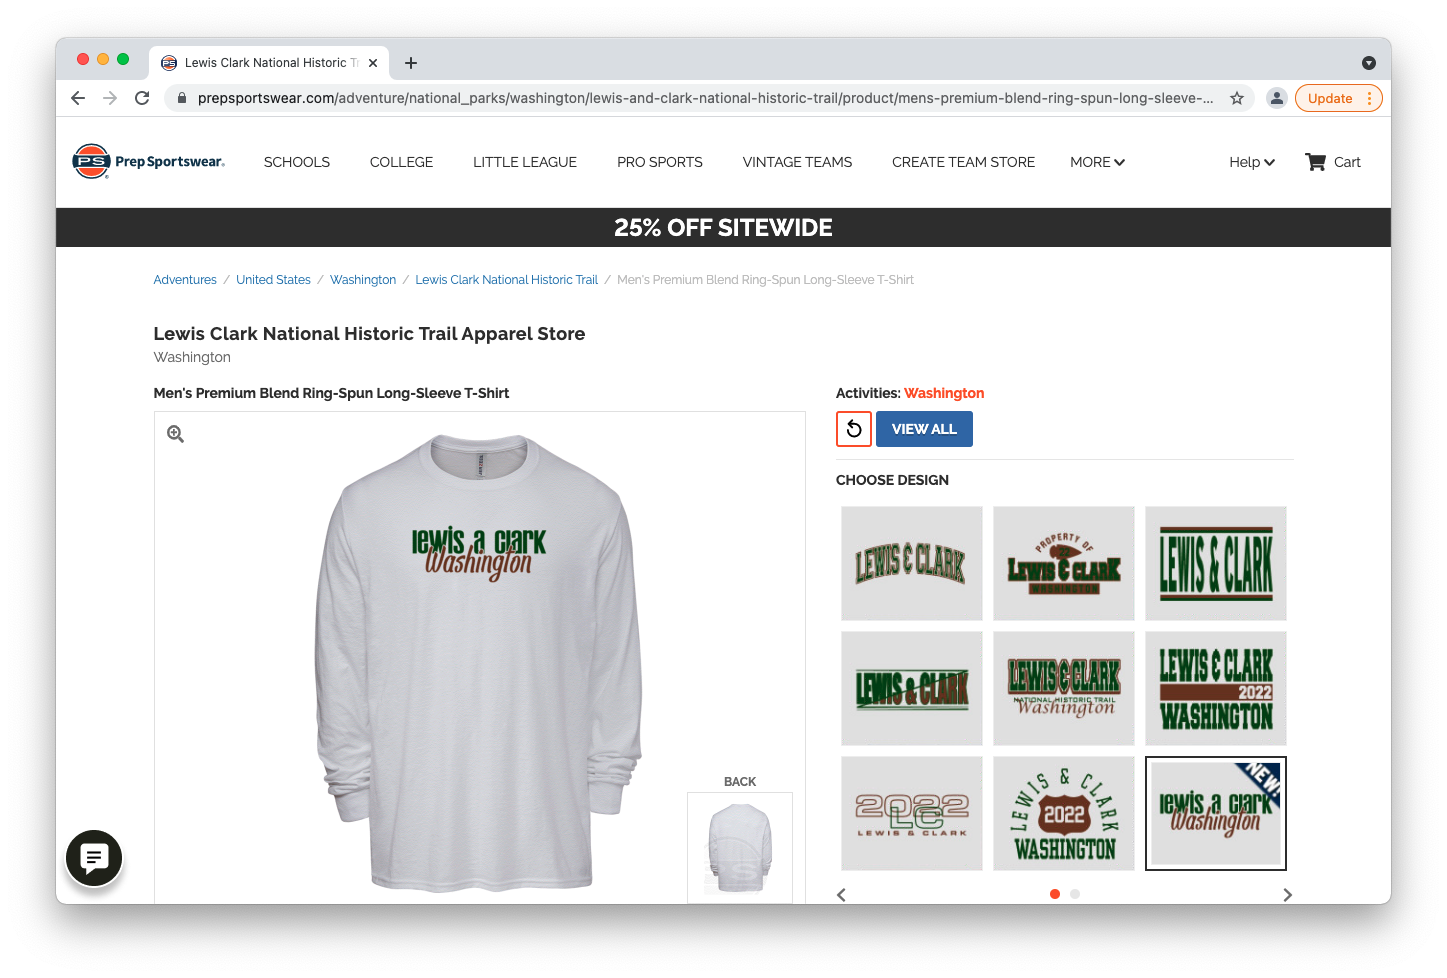 Lewis Clark National Historic Tr
prepsportswear.com/adventure/national_parks/washington/lewis-and-clark-national-historic-trail/product/mens-premium-blend-ring-spun-long-sleeve-...
Update
PS Prep Sportswear
SCHOOLS COLLEGE LITTLE LEAGUE PRO SPORTS VINTAGE TEAMS CREATE TEAM STORE MORE Help Cart
25% OFF SITEWIDE
Adventures / United States / Washington / Lewis Clark National Historic Trail / Men's Premium Blend Ring-Spun Long-Sleeve T-Shirt
Lewis Clark National Historic Trail Apparel Store
Washington
Men's Premium Blend Ring-Spun Long-Sleeve T-Shirt
lewis a clark
Washington
BACK
Activities: Washington
VIEW ALL
CHOOSE DESIGN
LEWIS & CLARK
PROPERTY OF
22
LEWIS & CLARK
WASHINGTON
LEWIS & CLARK
LEWIS & CLARK
LEWIS & CLARK
NATIONAL HISTORIC TRAIL
Washington
LEWIS & CLARK
2022
WASHINGTON
2022
LC
LEWIS & CLARK
LEWIS & CLARK
2022
WASHINGTON
NEW!
lewis a clark
Washington